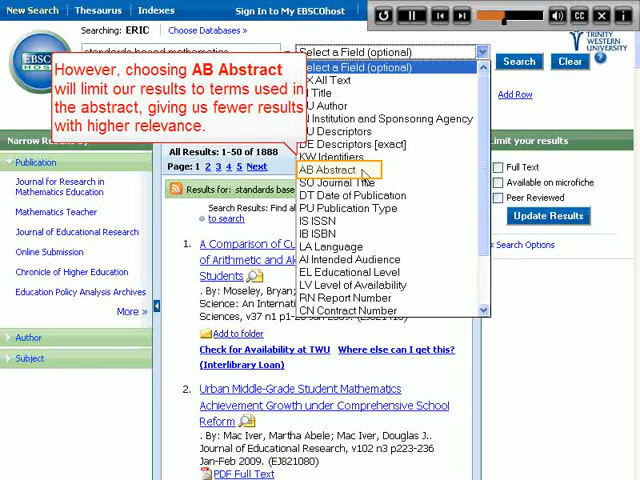 New Search Thesaurus Indexes Sign In to My EBSCOhost
Searching: ERIC Choose Databases »
TRINITY
WESTERN
UNIVERSITY
EBSCO
HOST
Select a Field (optional)
Search Clear
Add Row
However, choosing AB Abstract
will limit our results to terms used in
the abstract, giving us fewer results
with higher relevance.
Select a Field (optional)
TX All Text
TI Title
AU Author
IN Institution and Sponsoring Agency
SU Descriptors
DE Descriptors [exact]
KW Identifiers
AB Abstract
SO Journal Title
DT Date of Publication
PU Publication Type
IS ISSN
IB ISBN
LA Language
AI Intended Audience
EL Educational Level
LV Level of Availability
RN Report Number
CN Contract Number
Narrow Results by
Publication
Journal for Research in
Mathematics Education
Mathematics Teacher
Journal of Educational Research
Online Submission
Chronicle of Higher Education
Education Policy Analysis Archives
More »
Author
Subject
All Results: 1-50 of 1888
Page: 1 2 3 4 5 Next
Results for: standards base
Search Results: Find
to search
1. A Comparison of
of Arithmetic and Al
Students
. By: Moseley, Bryan;
Science: An Internati
Sciences, v37 n1 p1-
Add to folder
Check for Availability at TWU Where else can I get this?
(Interlibrary Loan)
2. Urban Middle-Grade Student Mathematics
Achievement Growth under Comprehensive School
Reform
. By: Mac Iver, Martha Abele; Mac Iver, Douglas J..
Journal of Educational Research, v102 n3 p223-236
Jan-Feb 2009. (EJ821080)
PDF Full Text
Limit your results
Full Text
Available on microfiche
Peer Reviewed
Update Results
Search Options